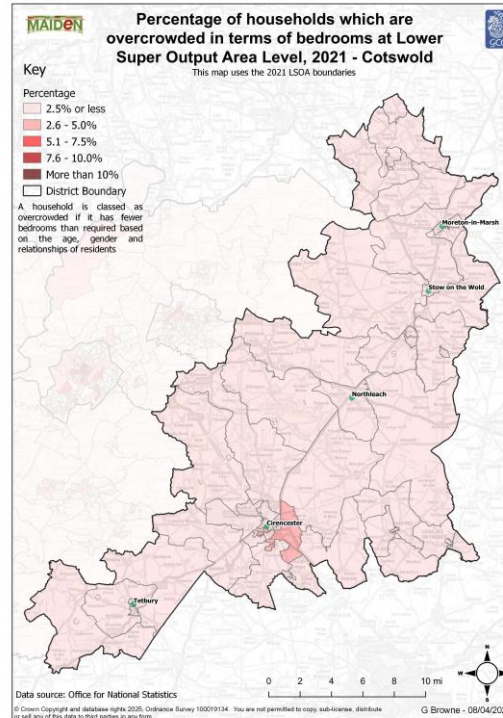 MAIDEN
Percentage of households which are
overcrowded in terms of bedrooms at Lower
Super Output Area Level, 2021 - Cotswold
This map uses the 2021 LSOA boundaries
GCC
Key
Percentage
2.5% or less
2.6 - 5.0%
5.1 - 7.5%
7.6 - 10.0%
More than 10%
District Boundary
A household is classed as
overcrowded if it has fewer
bedrooms than required based
on the age, gender and
relationships of residents
Moreton-in-Marsh
Stow on the Wold
Northleach
Cirencester
Tetbury
N
W
E
S
0 2 4 6 8 10 mi
Data source: Office for National Statistics
© Crown Copyright and database rights 2025, Ordnance Survey 100019134. You are not permitted to copy, sub-license, distribute
or sell any of this data to third parties in any form
G Browne - 08/04/202